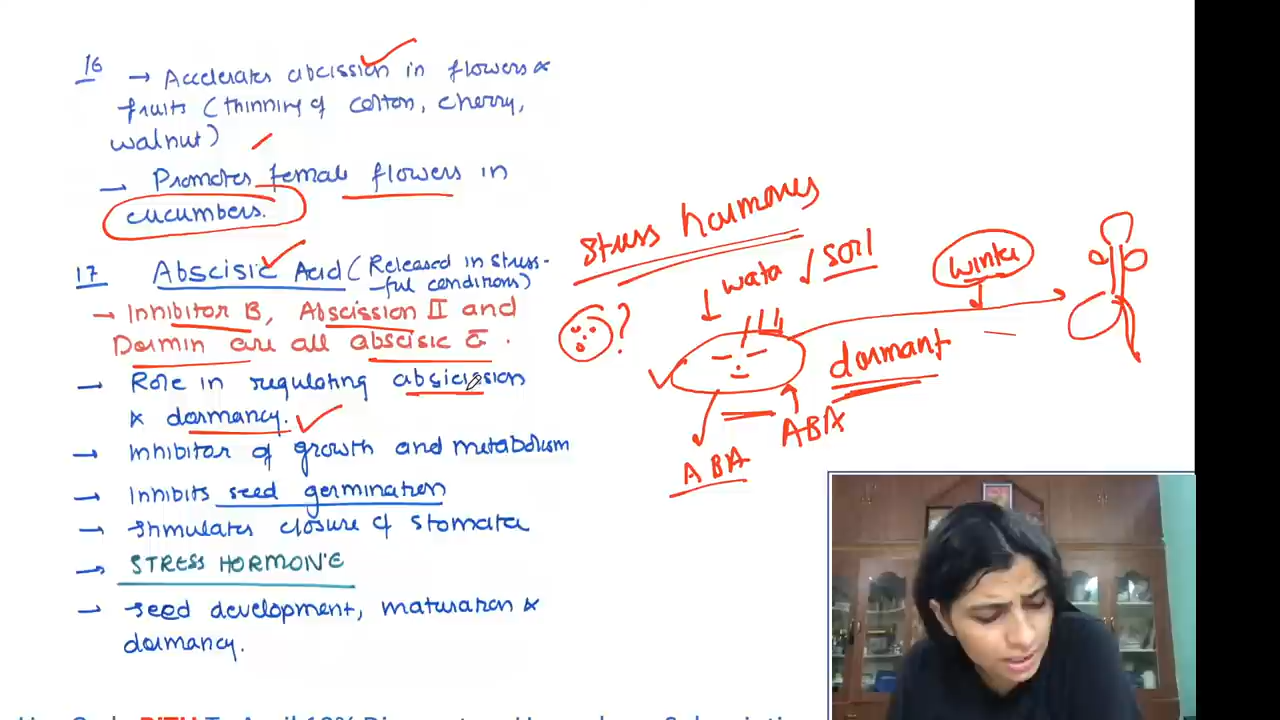 16
→ Accelerates abcission in flowers &
fruits (thinning of cotton, cherry,
walnut)
→ Promotes female flowers in
cucumbers.
17 Abscisic Acid (Released in stress-
-ful conditions)
→ Inhibitor B, Abscission II and
Dormin are all abscisic
→ Role in regulating absicission
& dormancy.
→ Inhibitor of growth and metabolism
→ Inhibits seed germination
→ stimulates closure of stomata
→ STRESS HORMONE
→ seed development, maturation &
dormancy.
Stress hormones
water ✓ soil
winter
?
dormant
ABA
ABA